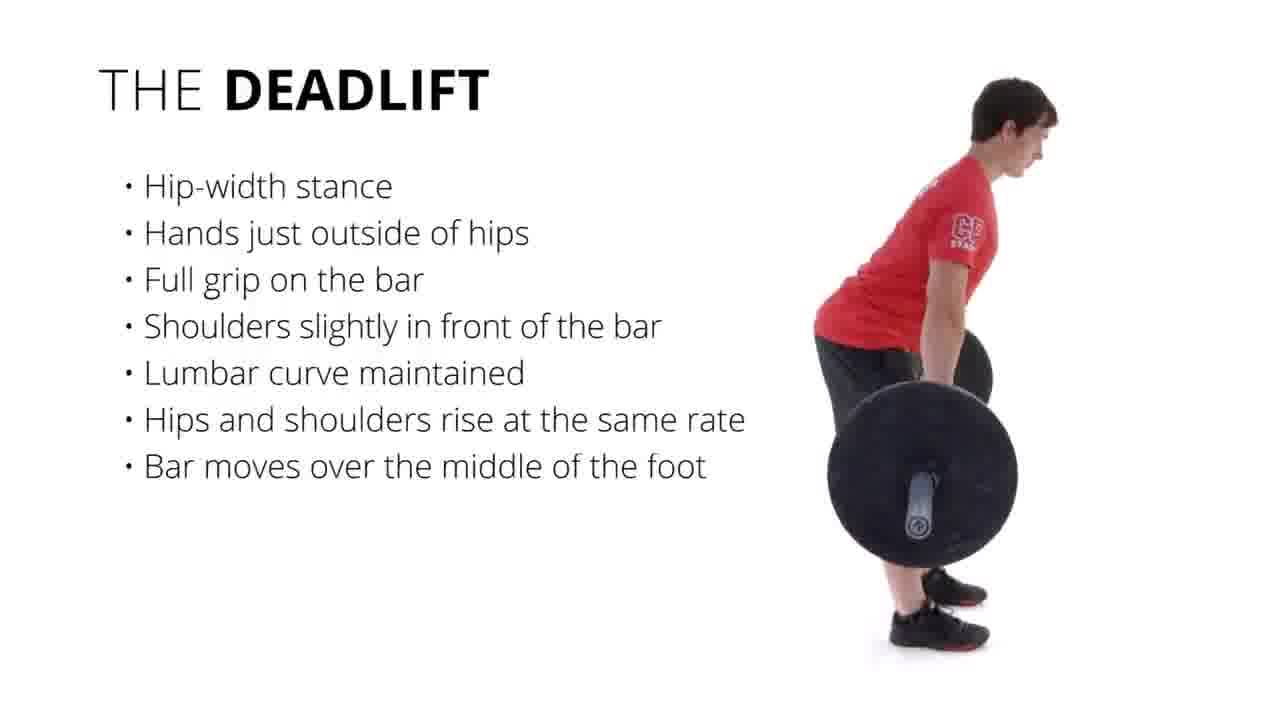 THE DEADLIFT
• Hip-width stance
• Hands just outside of hips
• Full grip on the bar
• Shoulders slightly in front of the bar
• Lumbar curve maintained
• Hips and shoulders rise at the same rate
• Bar moves over the middle of the foot